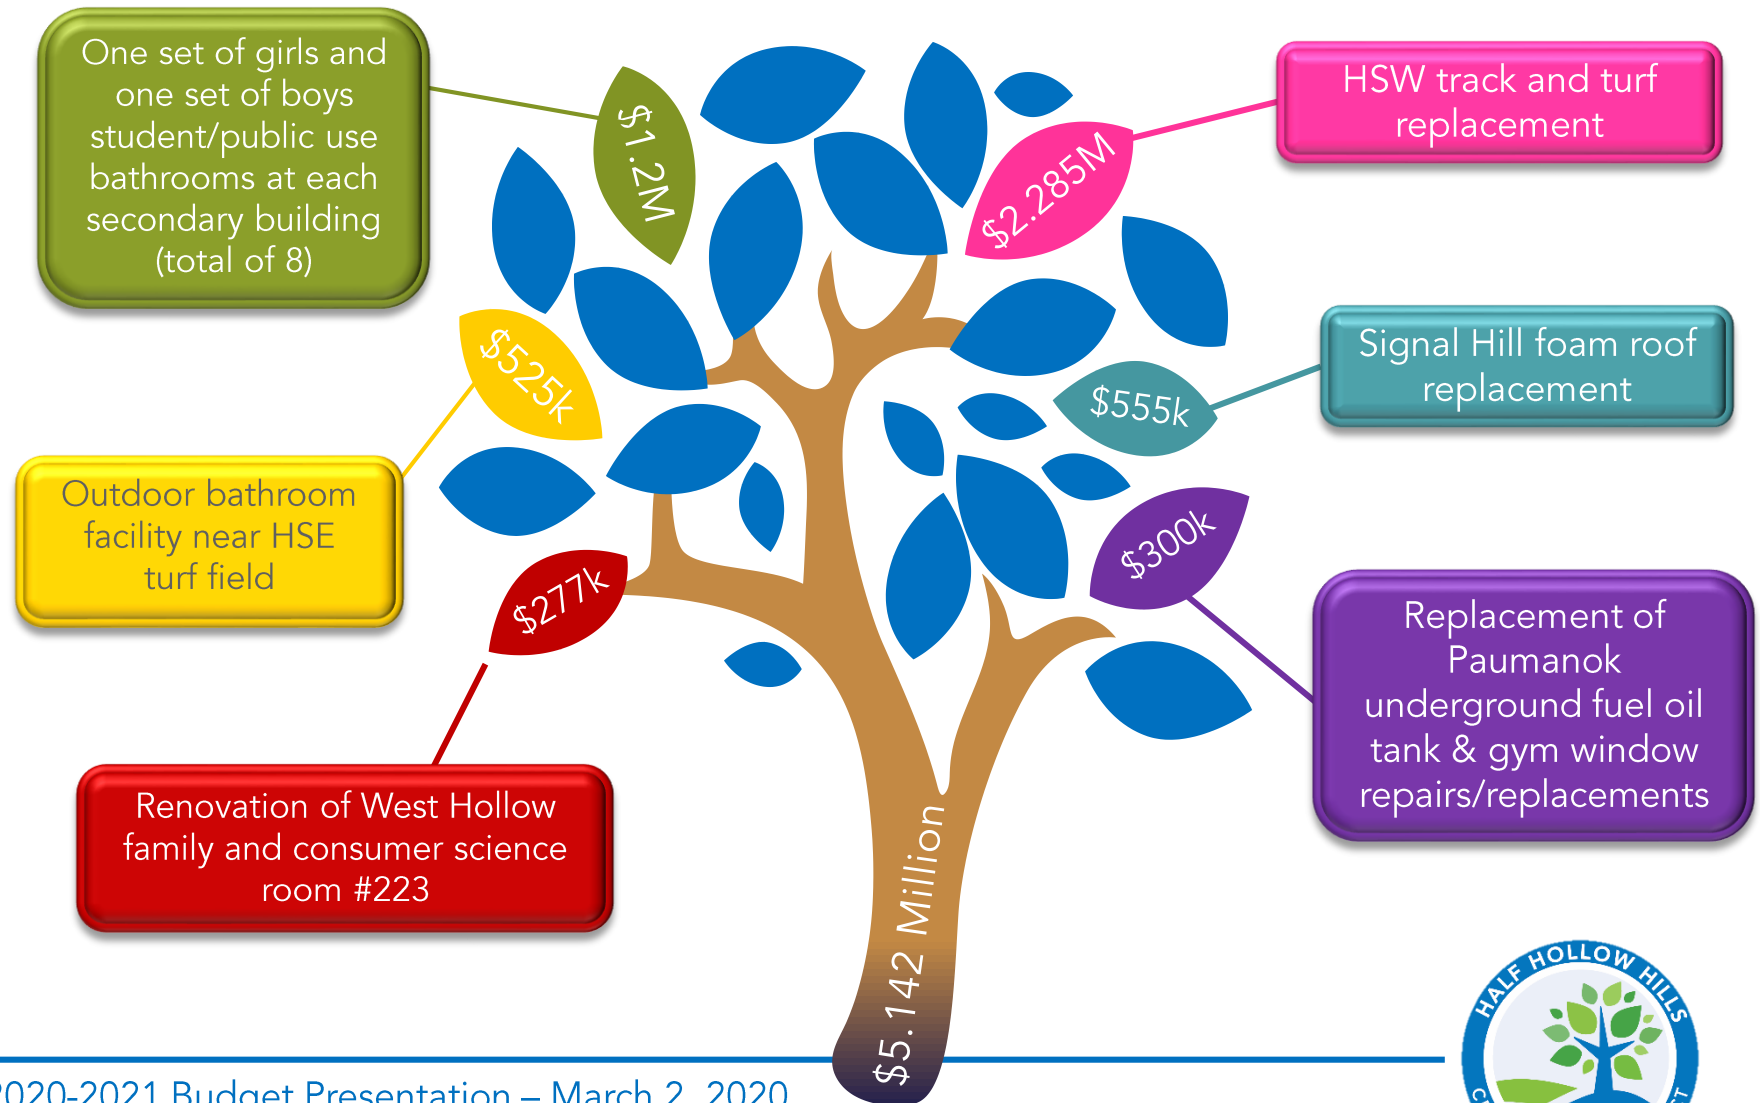 One set of girls and
one set of boys
student/public use
bathrooms at each
secondary building
(total of 8)
$1.2M
HSW track and turf
replacement
$2.285M
Signal Hill foam roof
replacement
$555k
$525k
Outdoor bathroom
facility near HSE
turf field
$300k
Replacement of
Paumanok
underground fuel oil
tank & gym window
repairs/replacements
$277k
Renovation of West Hollow
family and consumer science
room #223
$5.142 Million
HALF HOLLOW HILLS
2020-2021 Budget Presentation – March 2, 2020